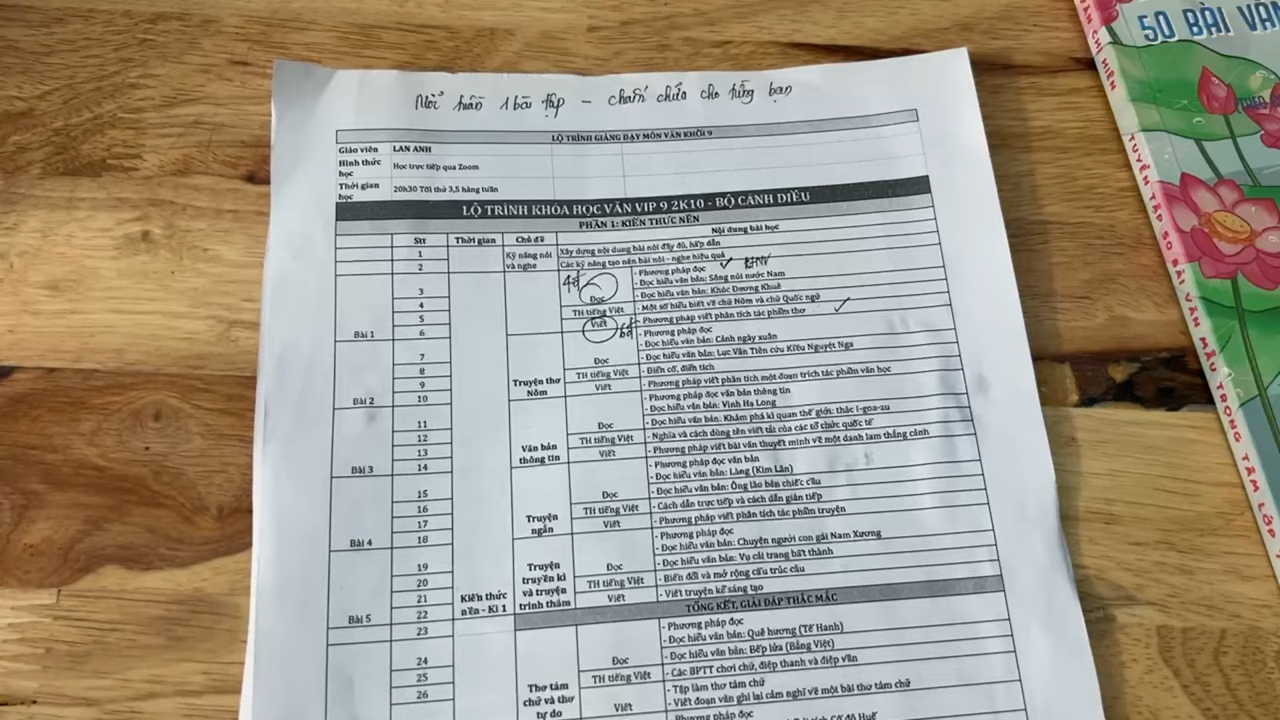 Mỗi tuần 1 bài tập - chấm chữa cho từng bạn
LỘ TRÌNH GIẢNG DẠY MÔN VĂN KHỐI 9
Giáo viên LAN ANH
Hình thức học Học trực tiếp qua Zoom
Thời gian học 20h30 Tối thứ 3,5 hàng tuần
LỘ TRÌNH KHÓA HỌC VĂN VIP 9 2K10 - BỘ CÁNH DIỀU
PHẦN 1: KIẾN THỨC NỀN
Stt Thời gian Chủ đề Nội dung bài học
1 Kỹ năng nói và nghe Xây dựng nội dung bài nói đầy đủ, hấp dẫn
2 Các kỹ năng tạo nên bài nói - nghe hiệu quả
4đ
- Phương pháp đọc
3 Đọc - Đọc hiểu văn bản: Sông núi nước Nam
4 - Đọc hiểu văn bản: Khóc Dương Khuê
5 TH tiếng Việt - Một số hiểu biết về chữ Nôm và chữ Quốc ngữ
Bài 1 6 Viết 6đ - Phương pháp viết phân tích tác phẩm thơ
- Phương pháp đọc
7 Đọc - Đọc hiểu văn bản: Cảnh ngày xuân
8 - Đọc hiểu văn bản: Lục Vân Tiên cứu Kiều Nguyệt Nga
9 Truyện thơ Nôm TH tiếng Việt - Điển cố, điển tích
Bài 2 10 Viết - Phương pháp viết phân tích một đoạn trích tác phẩm văn học
- Phương pháp đọc văn bản thông tin
11 Đọc - Đọc hiểu văn bản: Vịnh Hạ Long
12 - Đọc hiểu văn bản: Khám phá kì quan thế giới: thác I-goa-zu
13 Văn bản thông tin TH tiếng Việt - Nghĩa và cách dùng tên viết tắt của các tổ chức quốc tế
Bài 3 14 Viết - Phương pháp viết bài văn thuyết minh về một danh lam thắng cảnh
- Phương pháp đọc văn bản
15 Đọc - Đọc hiểu văn bản: Làng (Kim Lân)
16 - Đọc hiểu văn bản: Ông lão bên chiếc cầu
17 Truyện ngắn TH tiếng Việt - Cách dẫn trực tiếp và cách dẫn gián tiếp
Bài 4 18 Viết - Phương pháp viết phân tích tác phẩm truyện
- Phương pháp đọc
19 Đọc - Đọc hiểu văn bản: Chuyện người con gái Nam Xương
20 - Đọc hiểu văn bản: Vụ cải trang bất thành
21 Kiến thức nền - Kì 1 Truyện truyền kì và truyện trinh thám TH tiếng Việt - Biến đổi và mở rộng cấu trúc câu
Bài 5 22 Viết - Viết truyện kể sáng tạo
23 TỔNG KẾT, GIẢI ĐÁP THẮC MẮC
- Phương pháp đọc
24 Đọc - Đọc hiểu văn bản: Quê hương (Tế Hanh)
25 - Đọc hiểu văn bản: Bếp lửa (Bằng Việt)
26 Thơ tám chữ và thơ tự do TH tiếng Việt - Các BPTT chơi chữ, điệp thanh và điệp vần
- Tập làm thơ tám chữ
Viết - Viết đoạn văn ghi lại cảm nghĩ về một bài thơ tám chữ
- Phương pháp đọc
Cố đô Huế
50 BÀI VĂN
THEO
TUYỂN TẬP 50 BÀI VĂN MẪU TRỌNG TÂM LỚP
CHỊ HIÊN